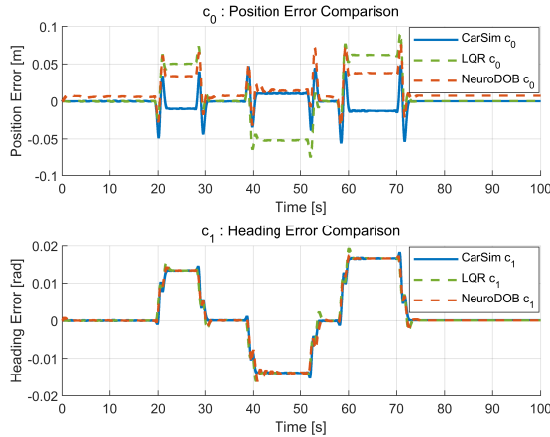 c0 : Position Error Comparison
Position Error [m]
0.1
0.05
0
-0.05
-0.1
CarSim c0
LQR c0
NeuroDOB c0
0 10 20 30 40 50 60 70 80 90 100
Time [s]
c1 : Heading Error Comparison
Heading Error [rad]
0.02
0.01
0
-0.01
-0.02
CarSim c1
LQR c1
NeuroDOB c1
0 10 20 30 40 50 60 70 80 90 100
Time [s]